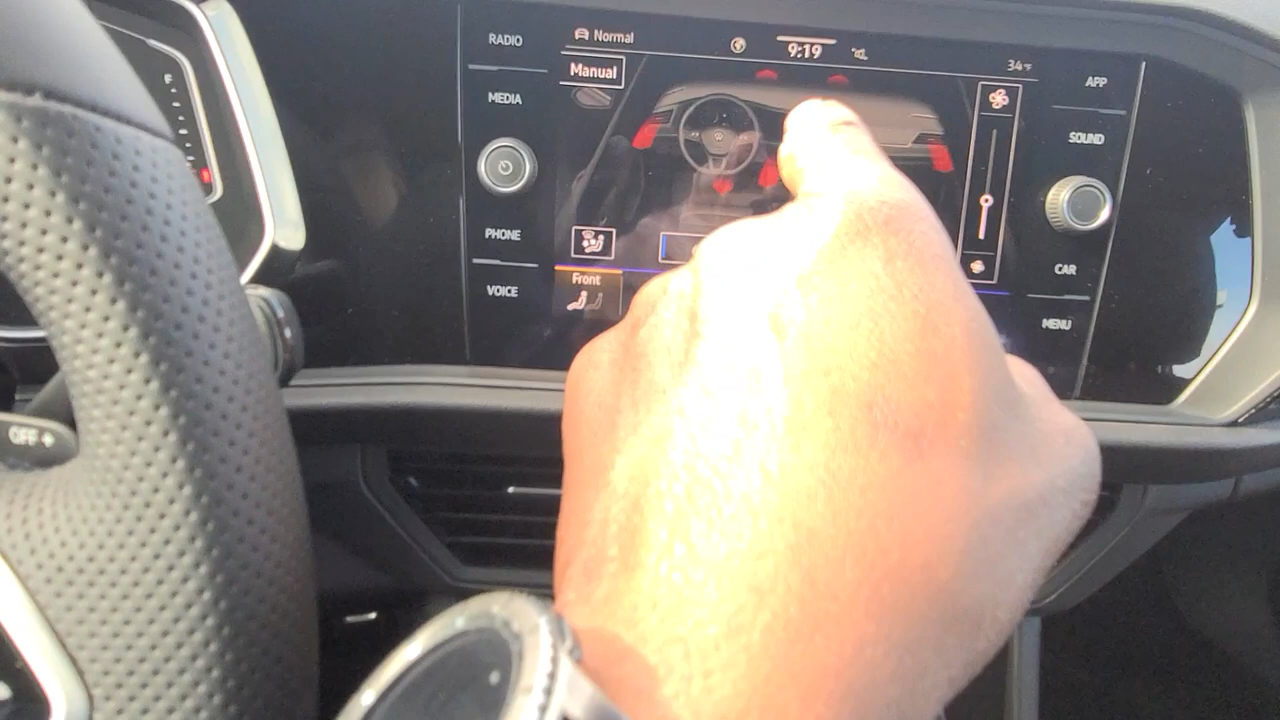 F
RADIO
MEDIA
PHONE
VOICE
Normal
9:19
34°F
Manual
Front
APP
SOUND
CAR
MENU
OFF +